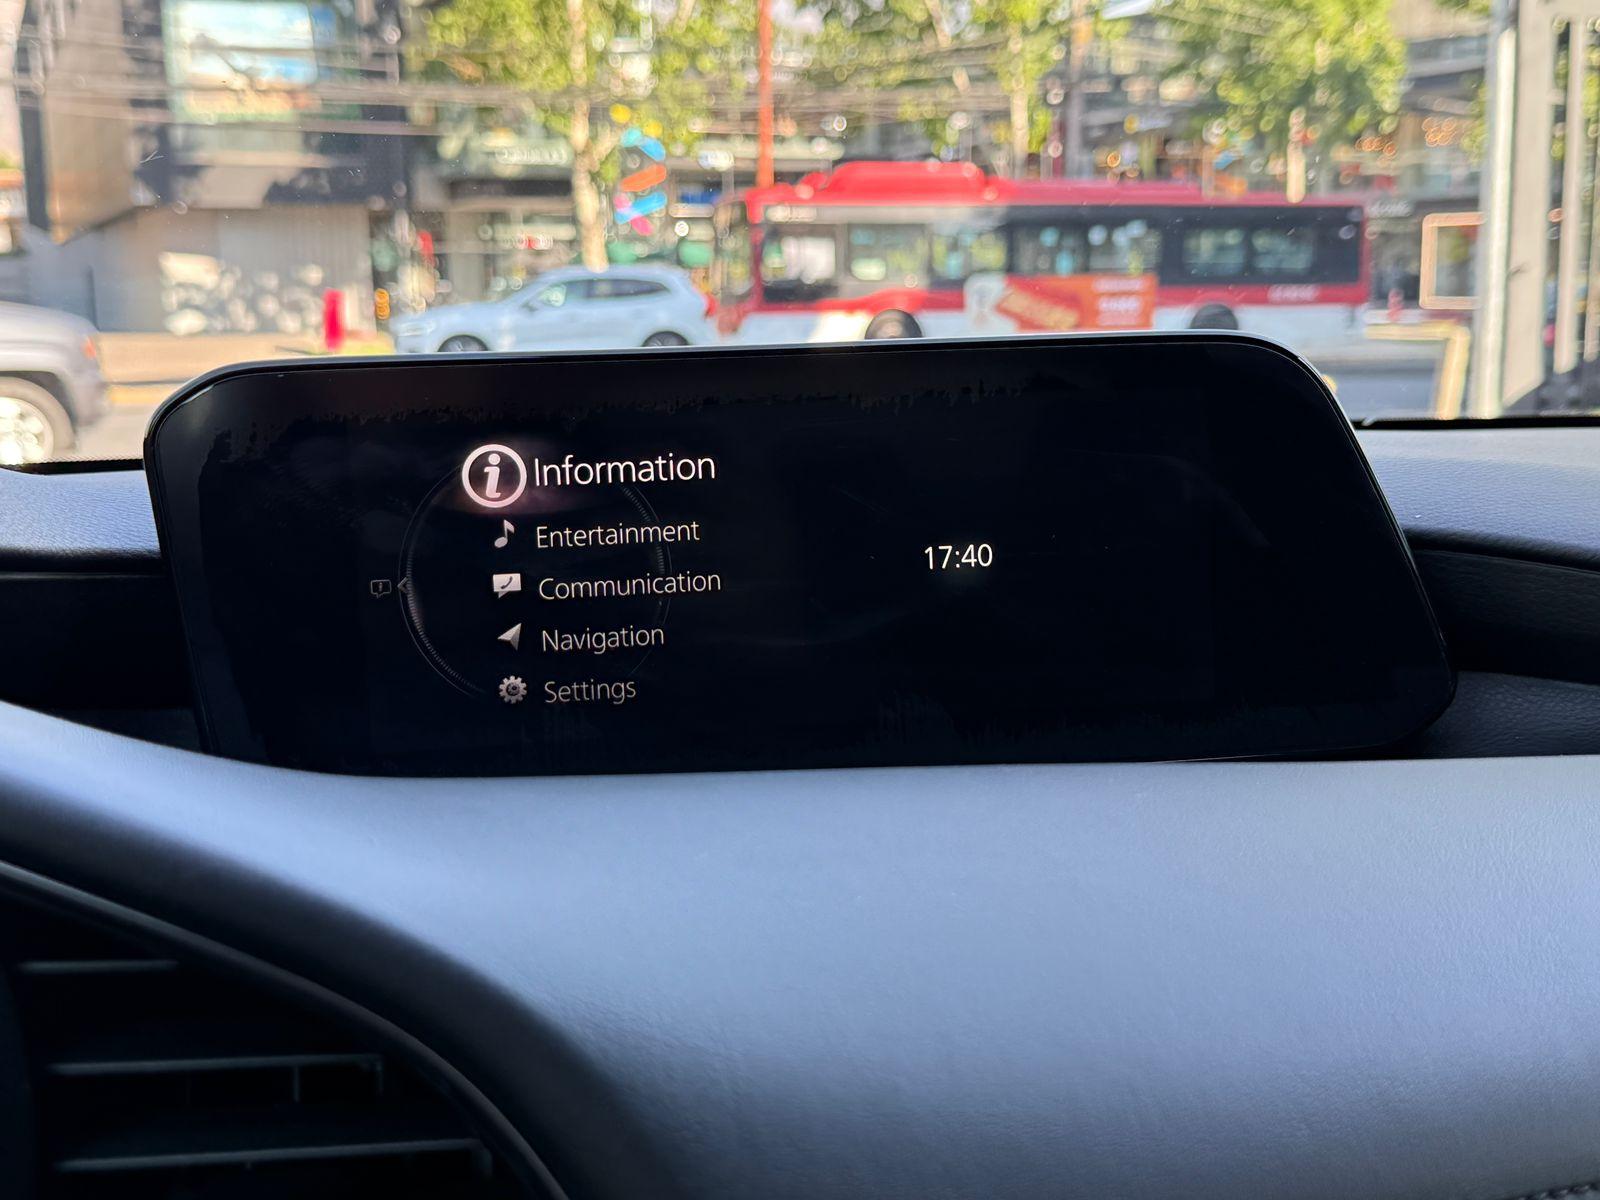 Information
Entertainment
Communication
Navigation
Settings
17:40